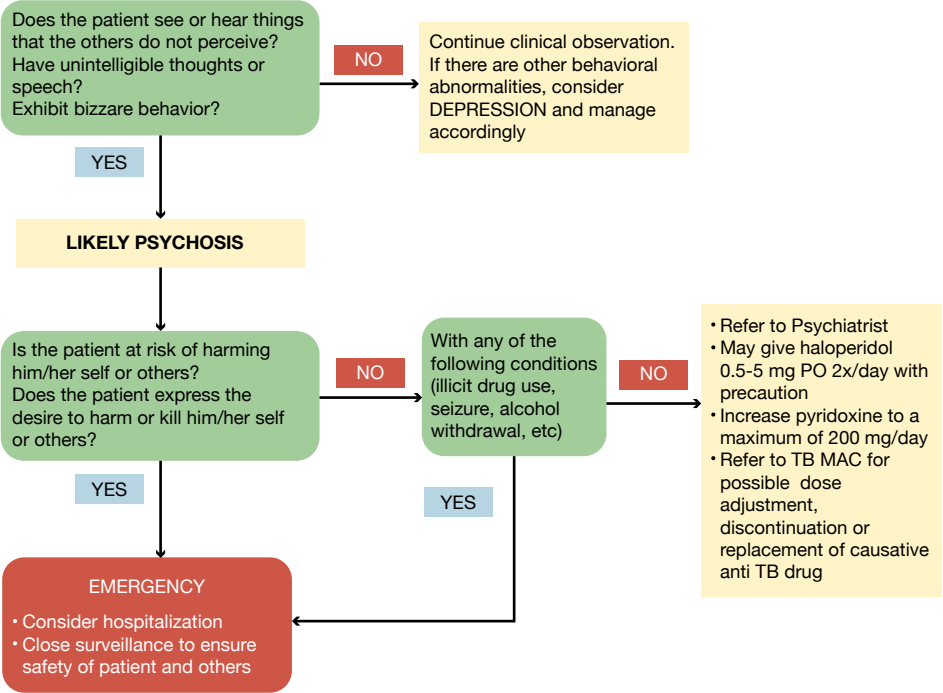 Does the patient see or hear things
that the others do not perceive?
Have unintelligible thoughts or
speech?
Exhibit bizzare behavior?
NO
Continue clinical observation.
If there are other behavioral
abnormalities, consider
DEPRESSION and manage
accordingly
YES
LIKELY PSYCHOSIS
Is the patient at risk of harming
him/her self or others?
Does the patient express the
desire to harm or kill him/her self
or others?
NO
With any of the
following conditions
(illicit drug use,
seizure, alcohol
withdrawal, etc)
NO
• Refer to Psychiatrist
• May give haloperidol
0.5-5 mg PO 2x/day with
precaution
• Increase pyridoxine to a
maximum of 200 mg/day
• Refer to TB MAC for
possible dose
adjustment,
discontinuation or
replacement of causative
anti TB drug
YES
YES
EMERGENCY
• Consider hospitalization
• Close surveillance to ensure
safety of patient and others